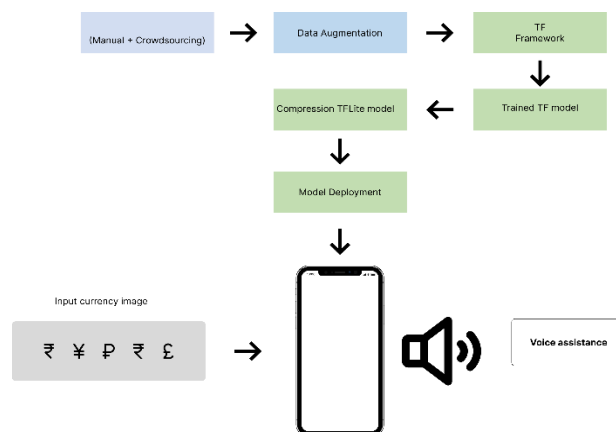 (Manual + Crowdsourcing)
Data Augmentation
TF
Framework
Compression TFLite model
Trained TF model
Model Deployment
Input currency image
₹ ¥ ₽ ₹ £
Voice assistance